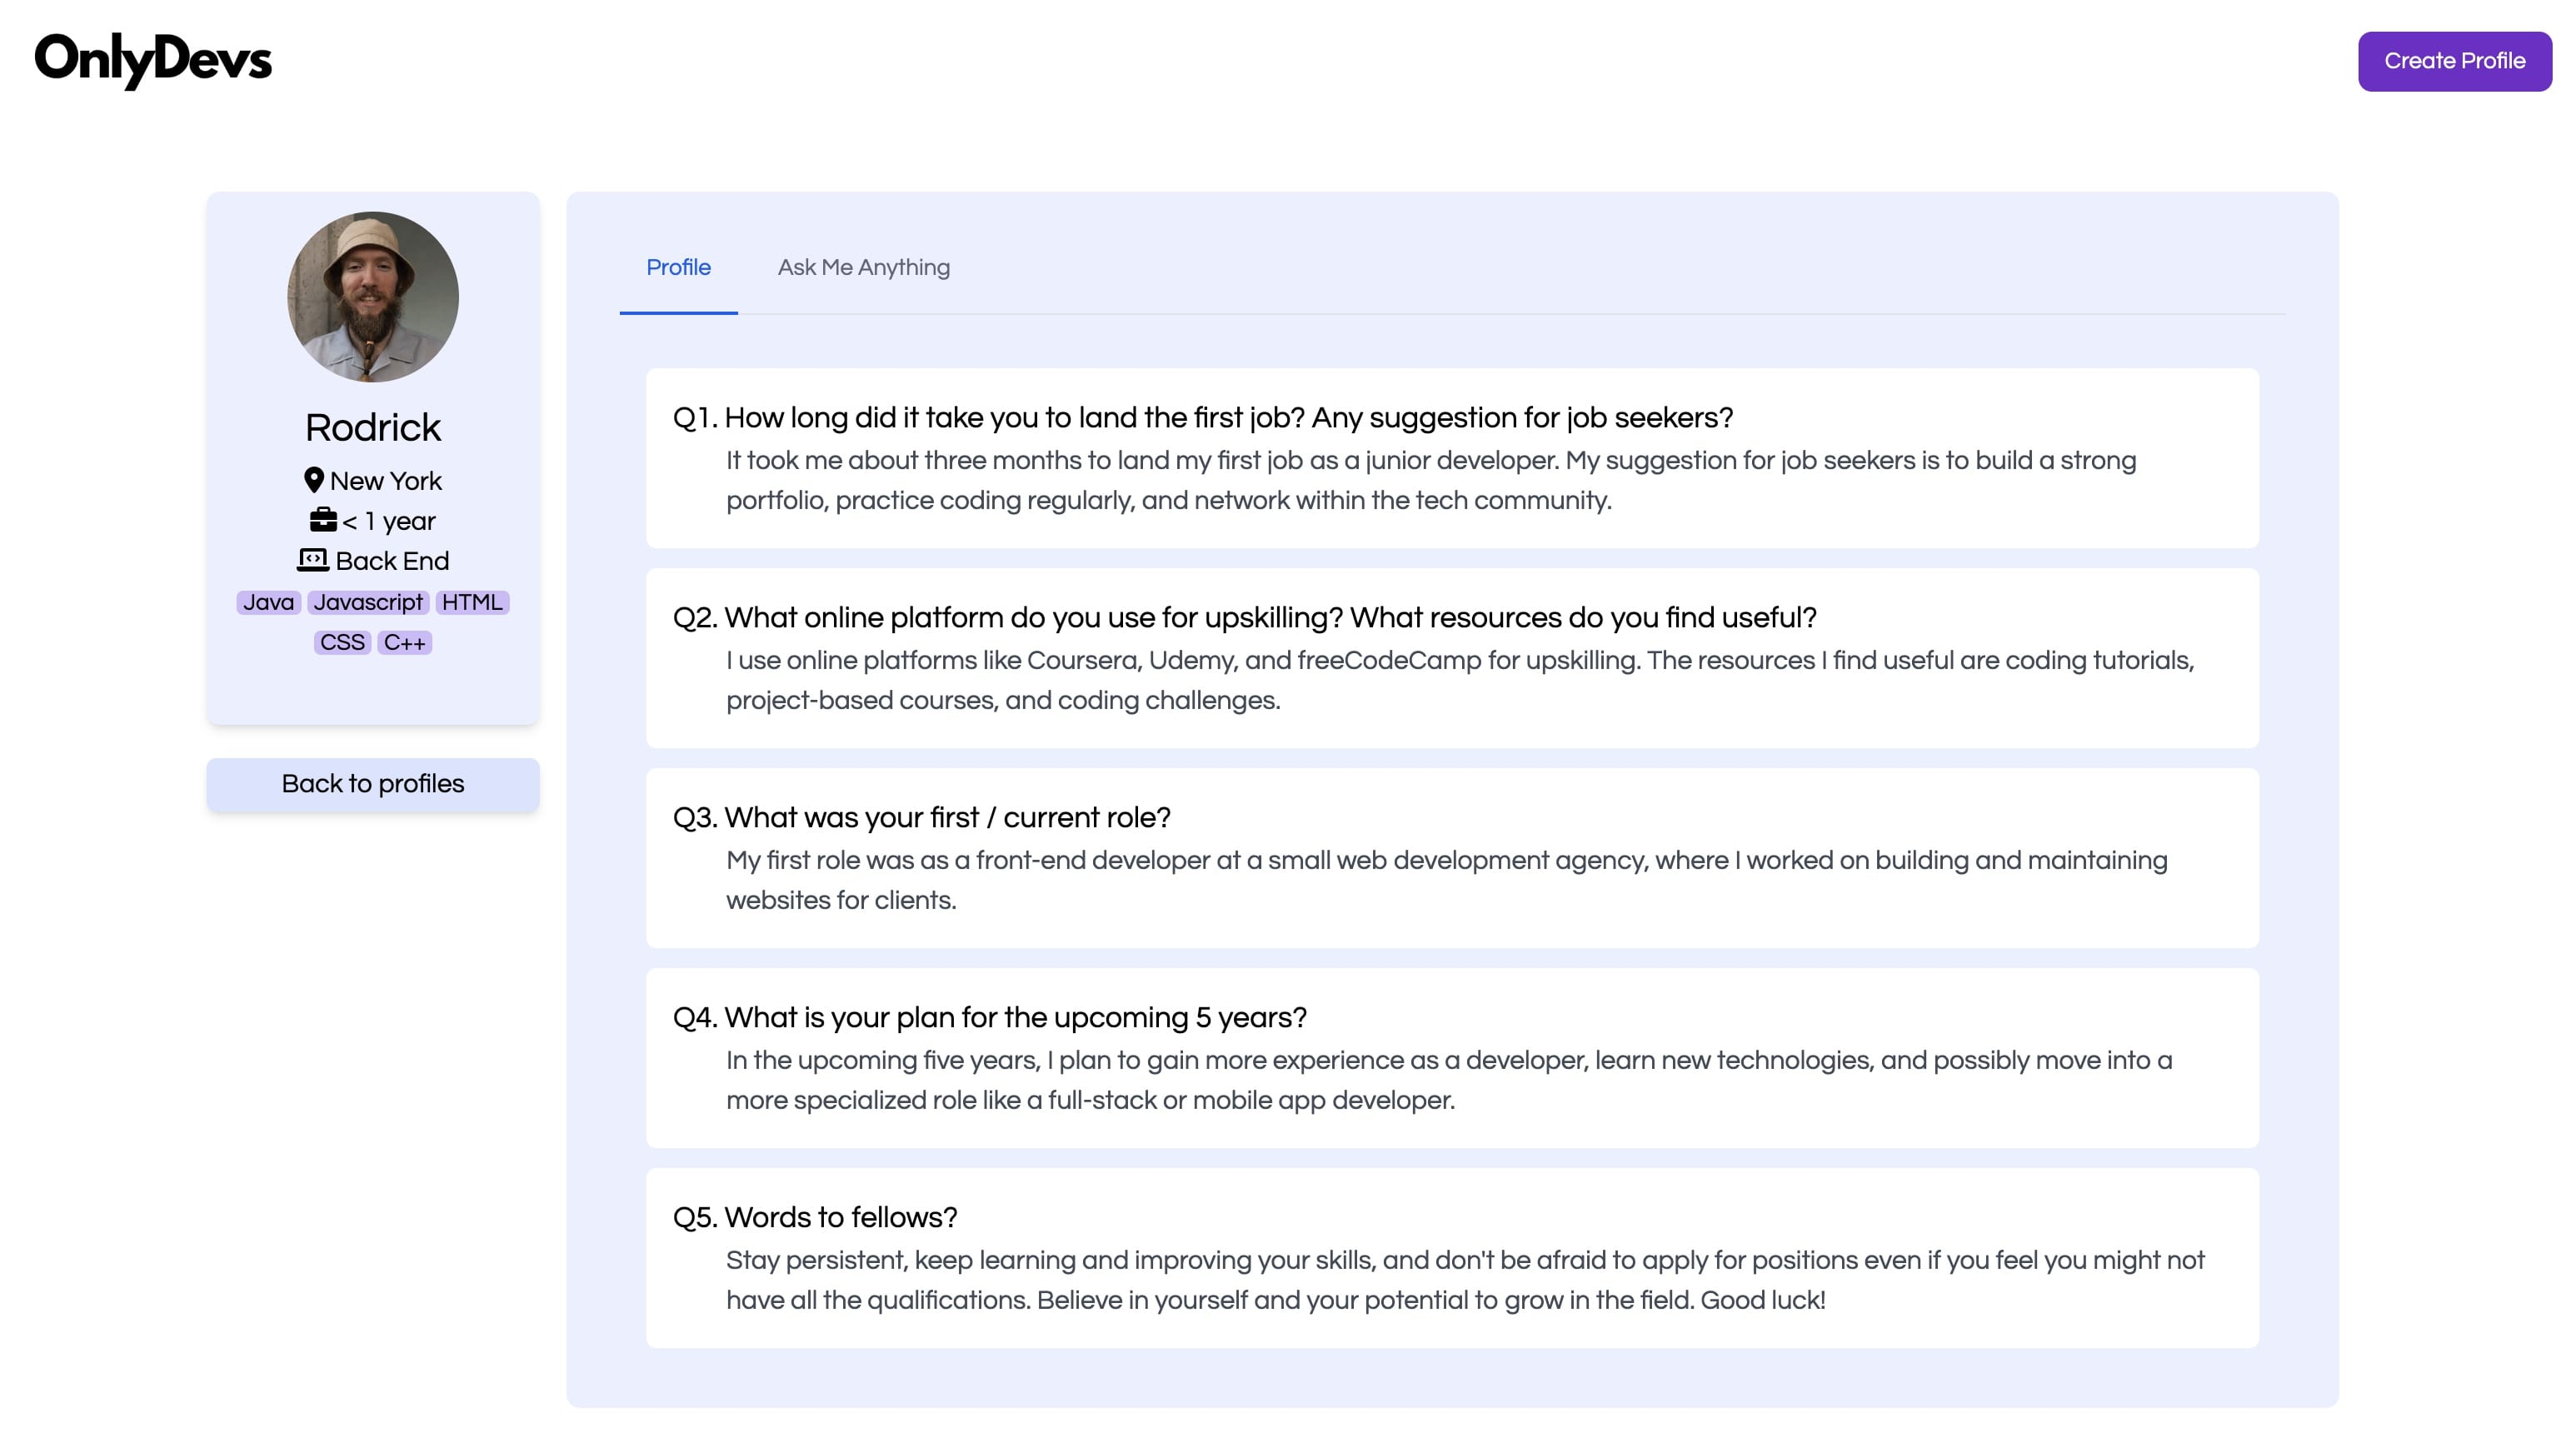 OnlyDevs
Create Profile
Rodrick
New York
< 1 year
Back End
Java Javascript HTML
CSS C++
Back to profiles
Profile Ask Me Anything
Q1. How long did it take you to land the first job? Any suggestion for job seekers?
It took me about three months to land my first job as a junior developer. My suggestion for job seekers is to build a strong
portfolio, practice coding regularly, and network within the tech community.
Q2. What online platform do you use for upskilling? What resources do you find useful?
I use online platforms like Coursera, Udemy, and freeCodeCamp for upskilling. The resources I find useful are coding tutorials,
project-based courses, and coding challenges.
Q3. What was your first / current role?
My first role was as a front-end developer at a small web development agency, where I worked on building and maintaining
websites for clients.
Q4. What is your plan for the upcoming 5 years?
In the upcoming five years, I plan to gain more experience as a developer, learn new technologies, and possibly move into a
more specialized role like a full-stack or mobile app developer.
Q5. Words to fellows?
Stay persistent, keep learning and improving your skills, and don't be afraid to apply for positions even if you feel you might not
have all the qualifications. Believe in yourself and your potential to grow in the field. Good luck!